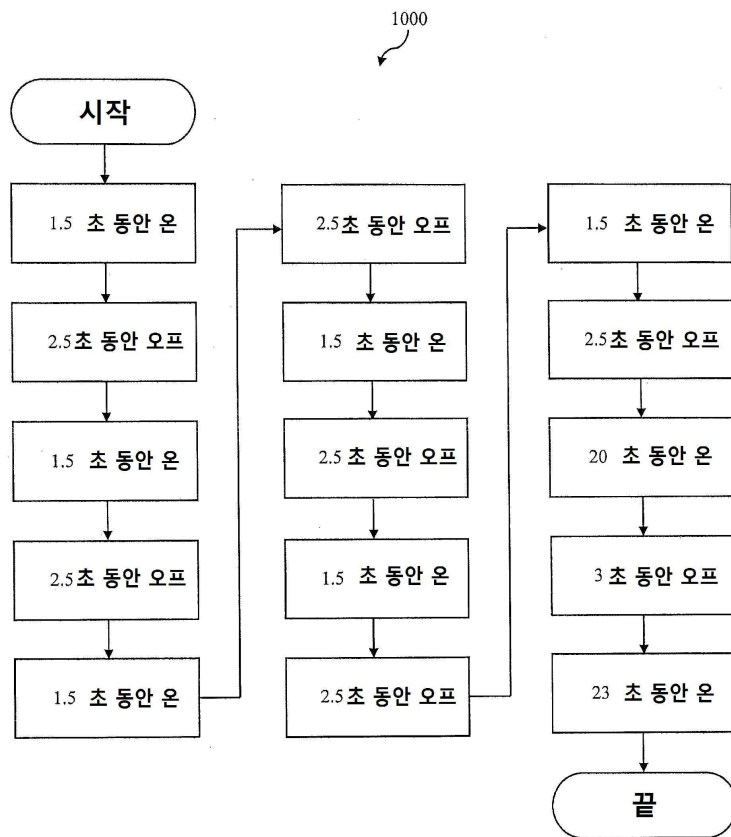 1000
시작
1.5 초 동안 온
2.5초 동안 오프
1.5 초 동안 온
2.5초 동안 오프
1.5 초 동안 온
2.5초 동안 오프
1.5 초 동안 온
2.5초 동안 오프
1.5 초 동안 온
2.5초 동안 오프
1.5 초 동안 온
2.5초 동안 오프
20 초 동안 온
3 초 동안 오프
23 초 동안 온
끝